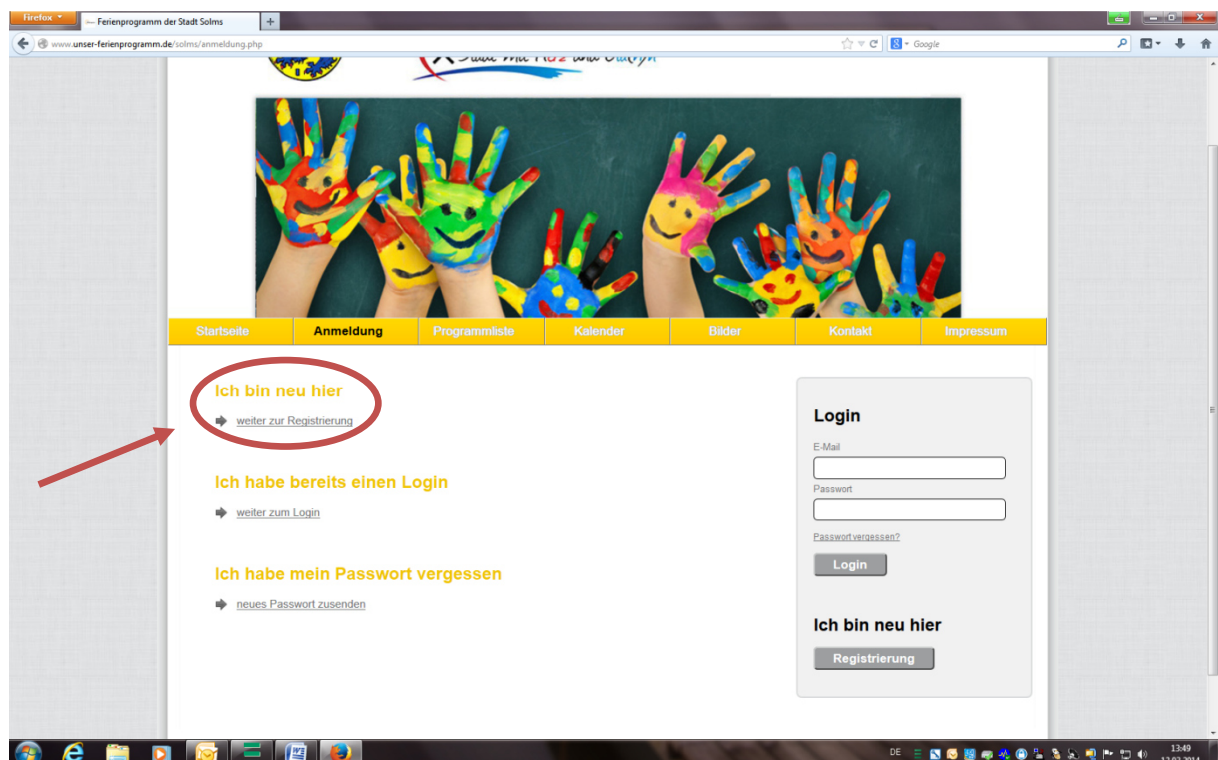 Firefox
Ferienprogramm der Stadt Solms
www.unser-ferienprogramm.de/solms/anmeldung.php
Google
Startseite
Anmeldung
Programmliste
Kalender
Bilder
Kontakt
Impressum
Ich bin neu hier
weiter zur Registrierung
Ich habe bereits einen Login
weiter zum Login
Ich habe mein Passwort vergessen
neues Passwort zusenden
Login
E-Mail
Passwort
Passwort vergessen?
Login
Ich bin neu hier
Registrierung
DE
13:49